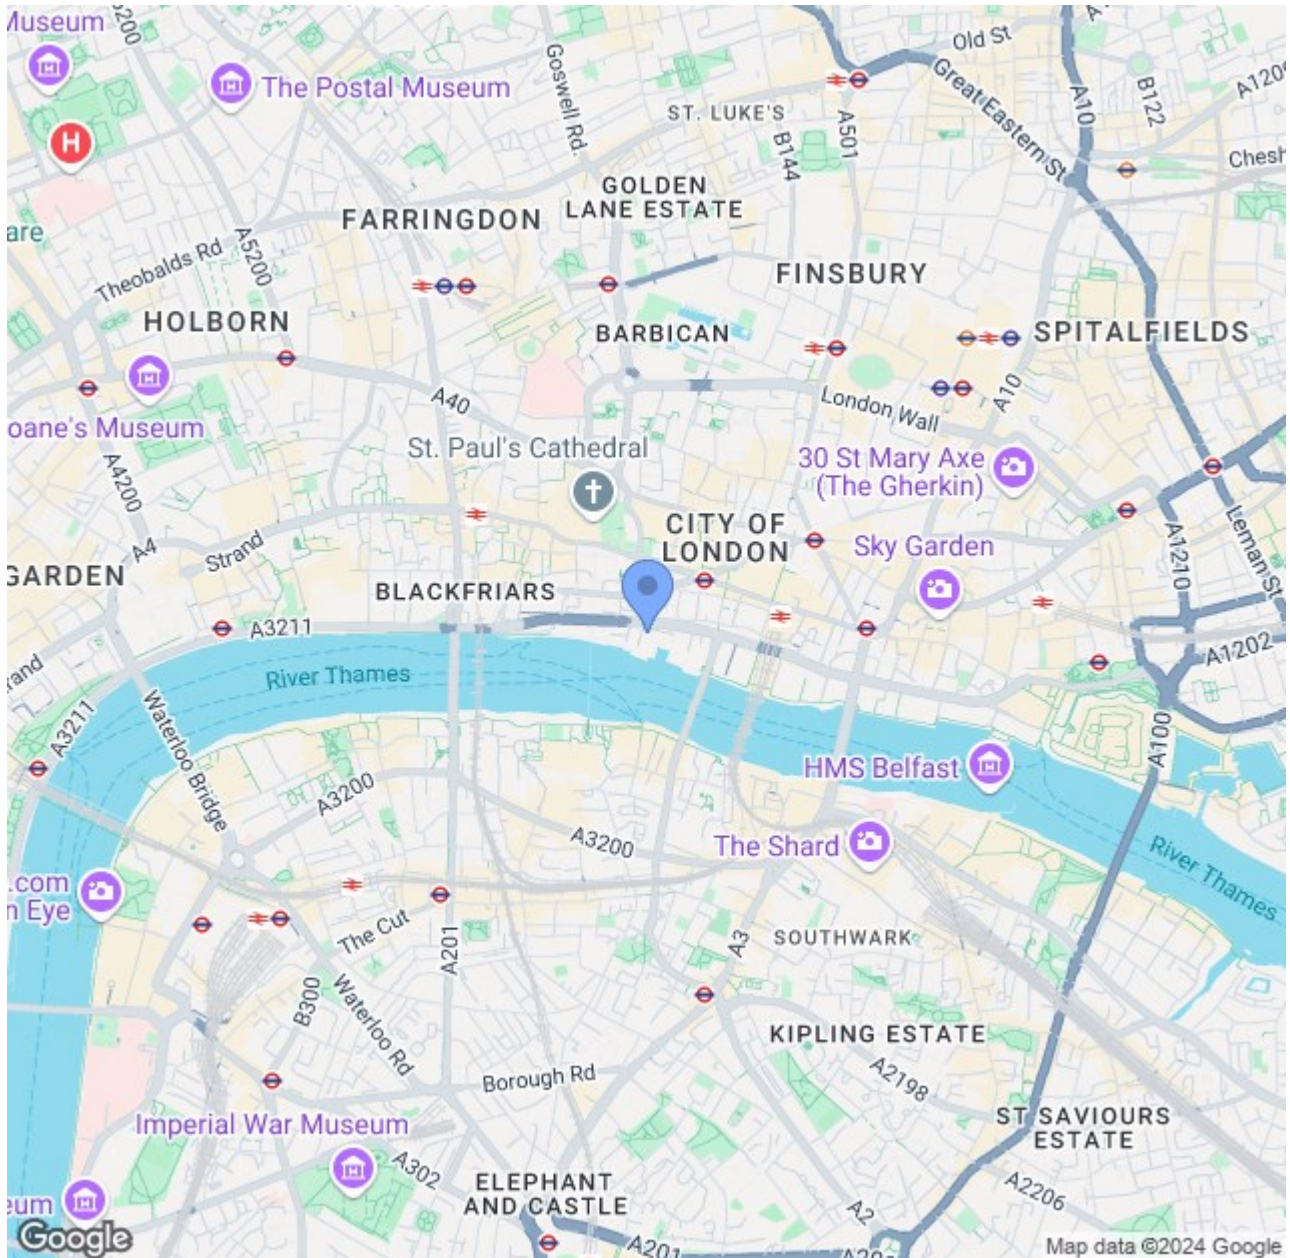 Museum
The Postal Museum
A5200
Goswell Rd.
ST. LUKE'S
B144
A501
Old St
Great Eastern St
A10
B122
A1209
Chesh
H
GOLDEN
LANE ESTATE
FARRINGDON
are
Theobalds Rd
A5200
FINSBURY
HOLBORN
BARBICAN
SPITALFIELDS
A40
London Wall
A10
oane's Museum
St. Paul's Cathedral
30 St Mary Axe
(The Gherkin)
A4200
CITY OF
LONDON
Sky Garden
A4
Strand
GARDEN
BLACKFRIARS
A1210
Leman St
A3211
A1202
River Thames
rand
A3211
Waterloo Bridge
A100
HMS Belfast
A3200
A3200
The Shard
River Thames
.com
n Eye
The Cut
A201
A3
SOUTHWARK
B300
Waterloo Rd
KIPLING ESTATE
Borough Rd
A2198
Imperial War Museum
ST SAVIOURS
ESTATE
A302
ELEPHANT
AND CASTLE
A2206
A2
eum
Google
A201
Map data ©2024 Google